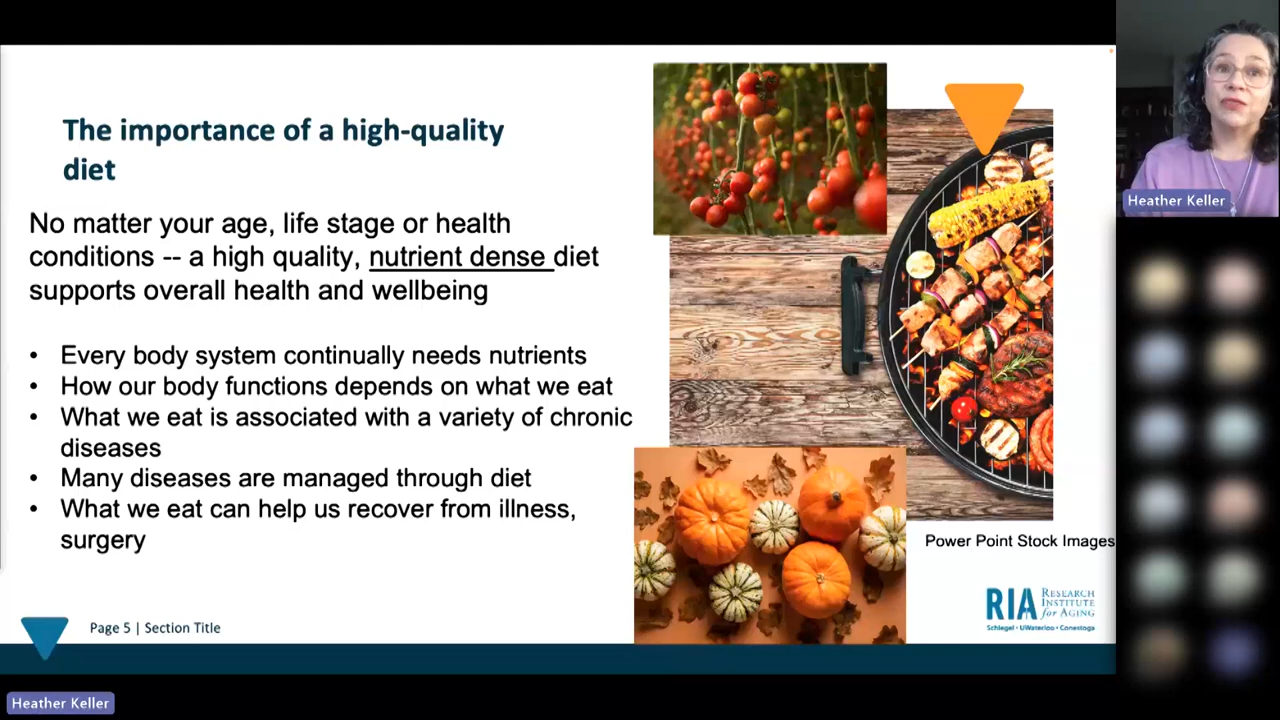 The importance of a high-quality
diet
No matter your age, life stage or health
conditions -- a high quality, nutrient dense diet
supports overall health and wellbeing
• Every body system continually needs nutrients
• How our body functions depends on what we eat
• What we eat is associated with a variety of chronic
diseases
• Many diseases are managed through diet
• What we eat can help us recover from illness,
surgery
Power Point Stock Images
RIA RESEARCH
INSTITUTE
for AGING
Schlegel • UWaterloo • Conestoga
Page 5 | Section Title
Heather Keller
Heather Keller